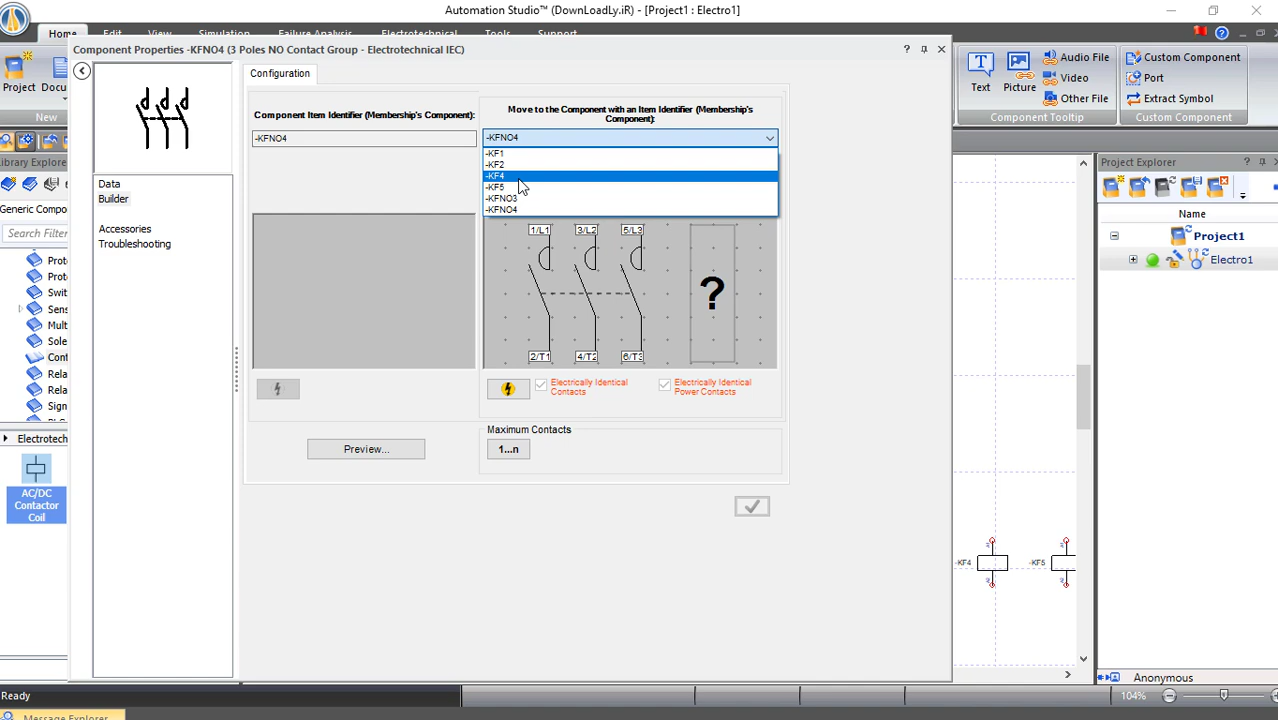 Automation Studio™ (DownLoadLy.iR) - [Project1 : Electro1]
Home Edit View Simulation Failure Analysis Electrotechnical Tools Support
Component Properties -KFNO4 (3 Poles NO Contact Group - Electrotechnical IEC)
Project Docu
New
Text Picture Audio File Video Other File
Component Tooltip
Custom Component
Port
Extract Symbol
Custom Component
Library Explore
Generic Compone
Search Filter
Prot
Prot
Swit
Sens
Mult
Sole
Cont
Rela
Rela
Sign
Electrotech
AC/DC
Contactor
Coil
Data
Builder
Accessories
Troubleshooting
Configuration
Component Item Identifier (Membership's Component):
-KFNO4
Move to the Component with an Item Identifier (Membership's
Component):
-KFNO4
-KF1
-KF2
-KF4
-KF5
-KFNO3
-KFNO4
1/L1 3/L2 5/L3
?
2/T1 4/T2 6/T3
Electrically Identical
Contacts
Electrically Identical
Power Contacts
Preview...
Maximum Contacts
1...n
-KF4 -KF5
Project Explorer
Name
Project1
Electro1
Anonymous
Ready
104%
Message Explorer